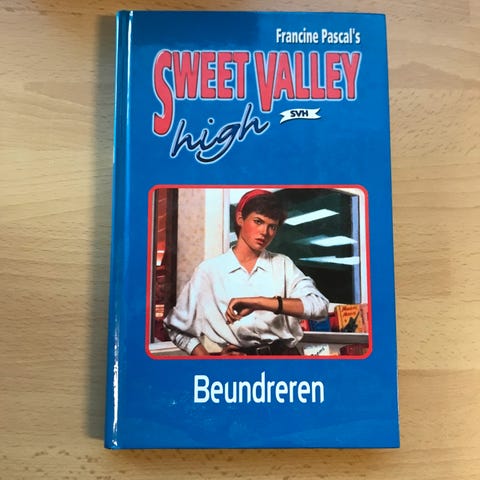 Francine Pascal's
SWEET VALLEY
high
SVH
Beundreren